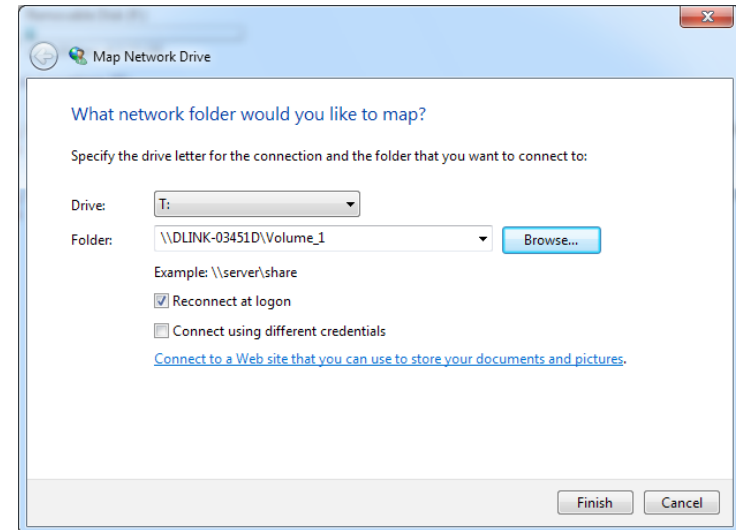 Map Network Drive
What network folder would you like to map?
Specify the drive letter for the connection and the folder that you want to connect to:
Drive: T:
Folder: \\DLINK-03451D\Volume_1 Browse...
Example: \\server\share
Reconnect at logon
Connect using different credentials
Connect to a Web site that you can use to store your documents and pictures.
Finish Cancel